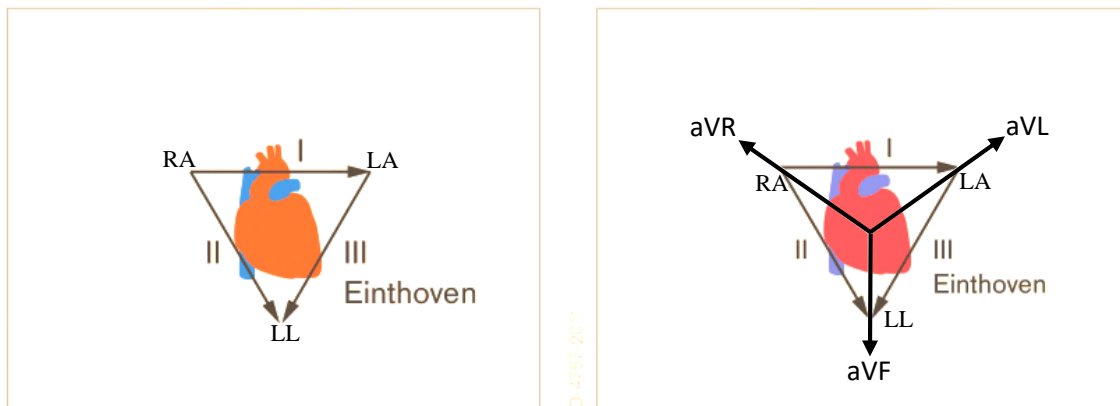 I
RA
LA
II
III
Einthoven
LL
aVR
aVL
I
RA
LA
II
III
Einthoven
LL
aVF